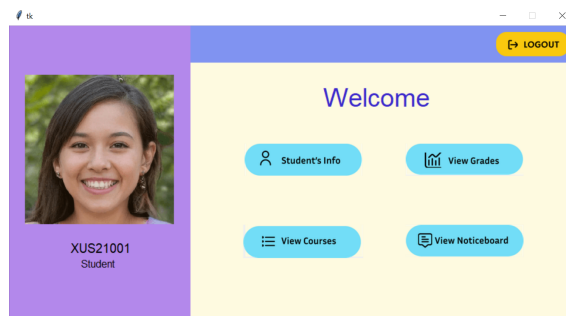 tk
LOGOUT
Welcome
Student's Info
View Grades
View Courses
View Noticeboard
XUS21001
Student